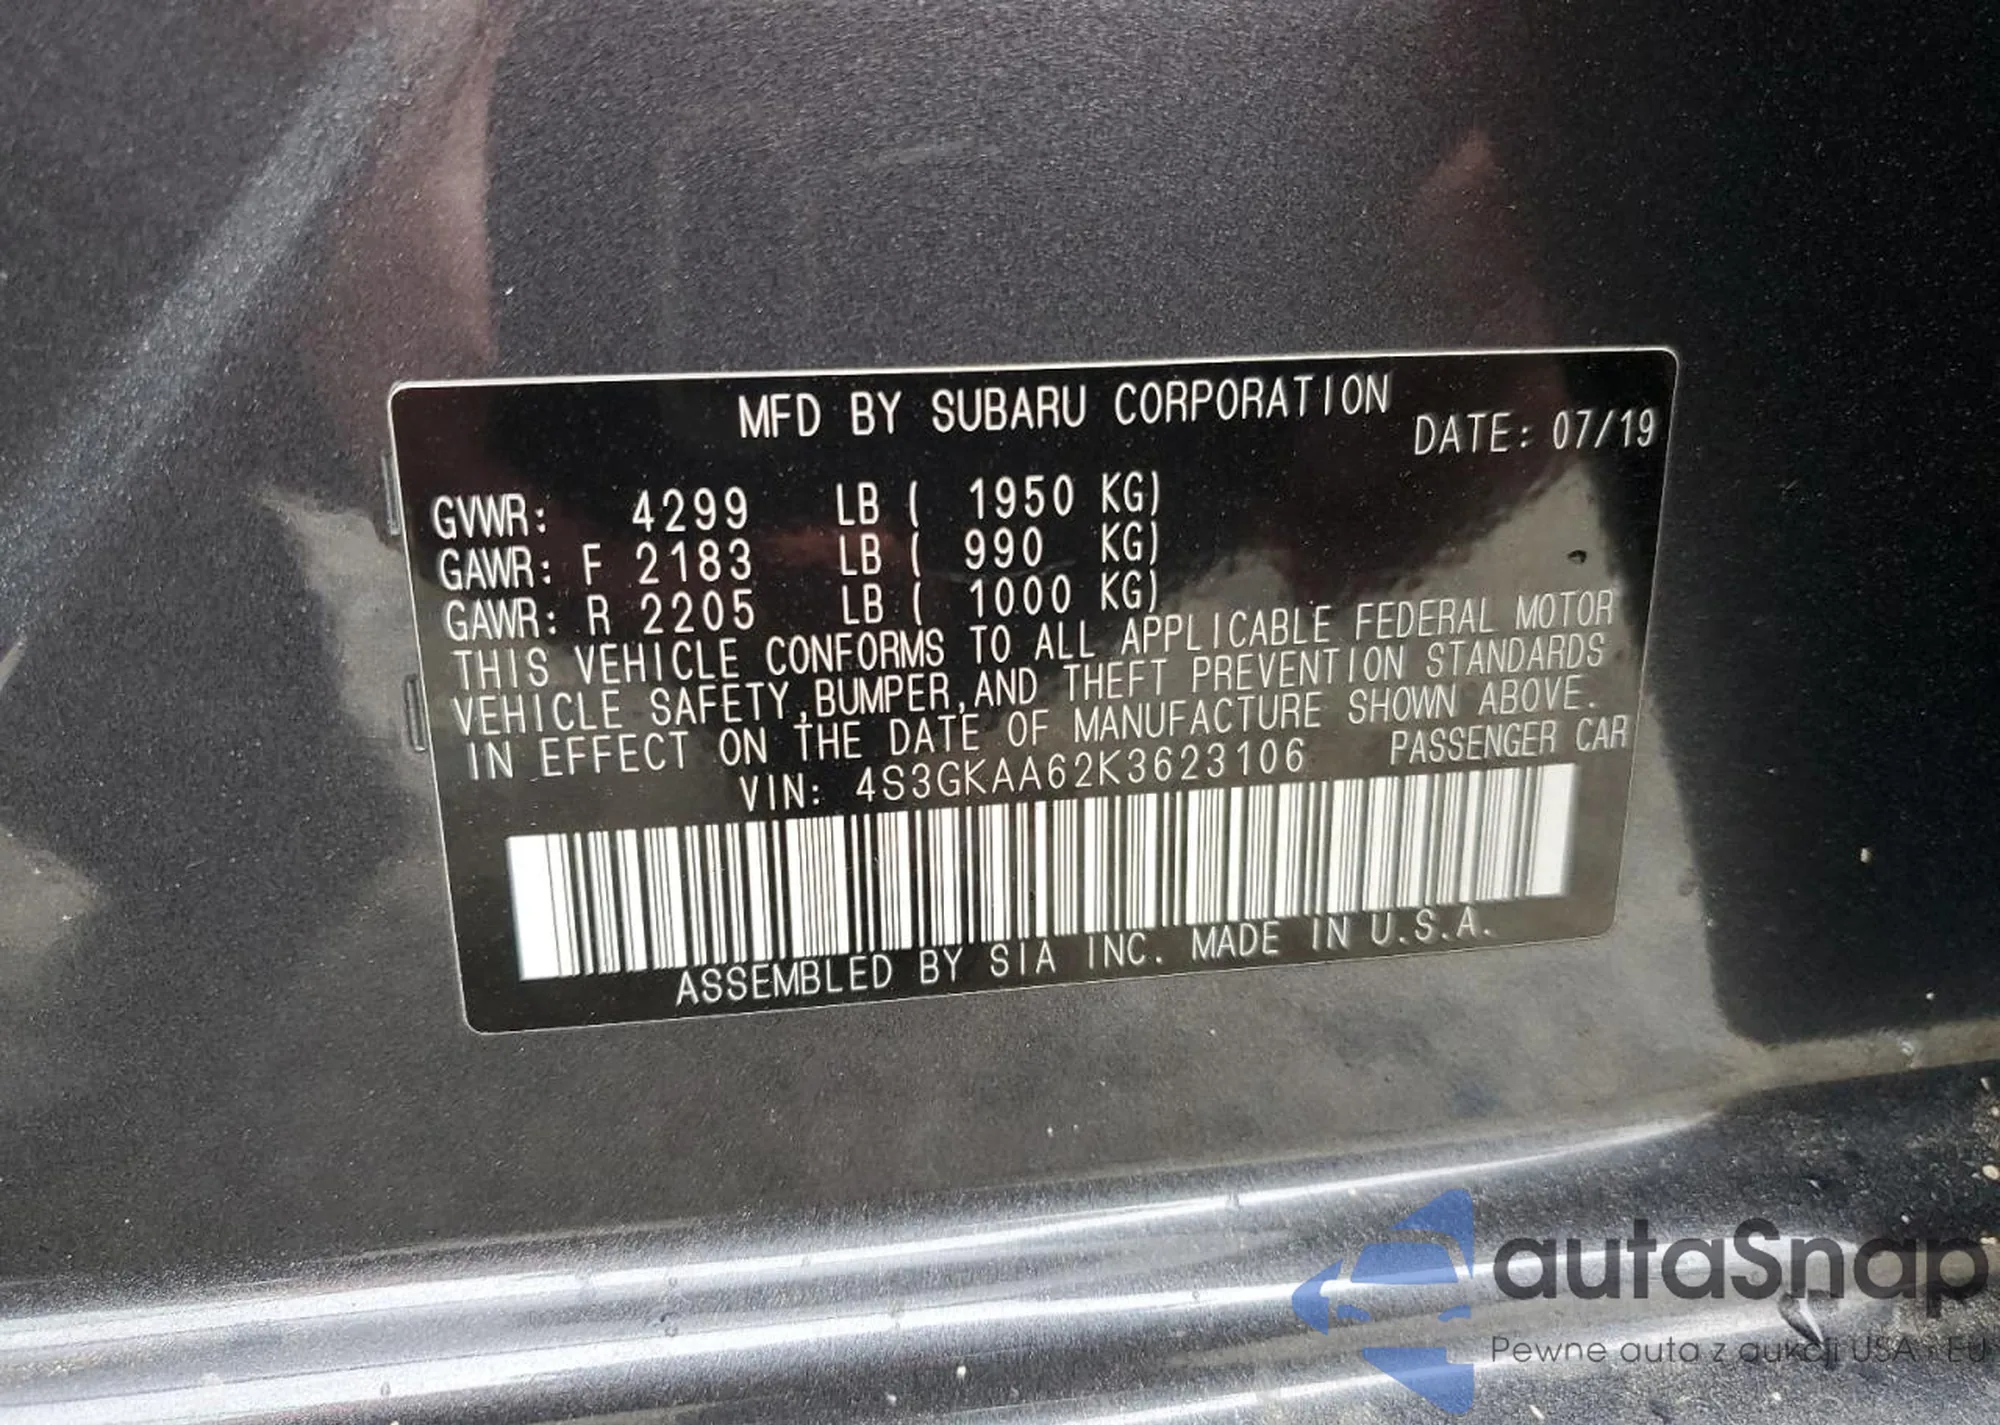 MFD BY SUBARU CORPORATION
DATE: 07/19
GVWR: 4299 LB ( 1950 KG)
GAWR: F 2183 LB ( 990 KG)
GAWR: R 2205 LB ( 1000 KG)
THIS VEHICLE CONFORMS TO ALL APPLICABLE FEDERAL MOTOR
VEHICLE SAFETY,BUMPER,AND THEFT PREVENTION STANDARDS
IN EFFECT ON THE DATE OF MANUFACTURE SHOWN ABOVE.
VIN: 4S3GKAA62K3623106 PASSENGER CAR
ASSEMBLED BY SIA INC. MADE IN U.S.A.
autaSnap
Pewne auta z aukcji USA - EU